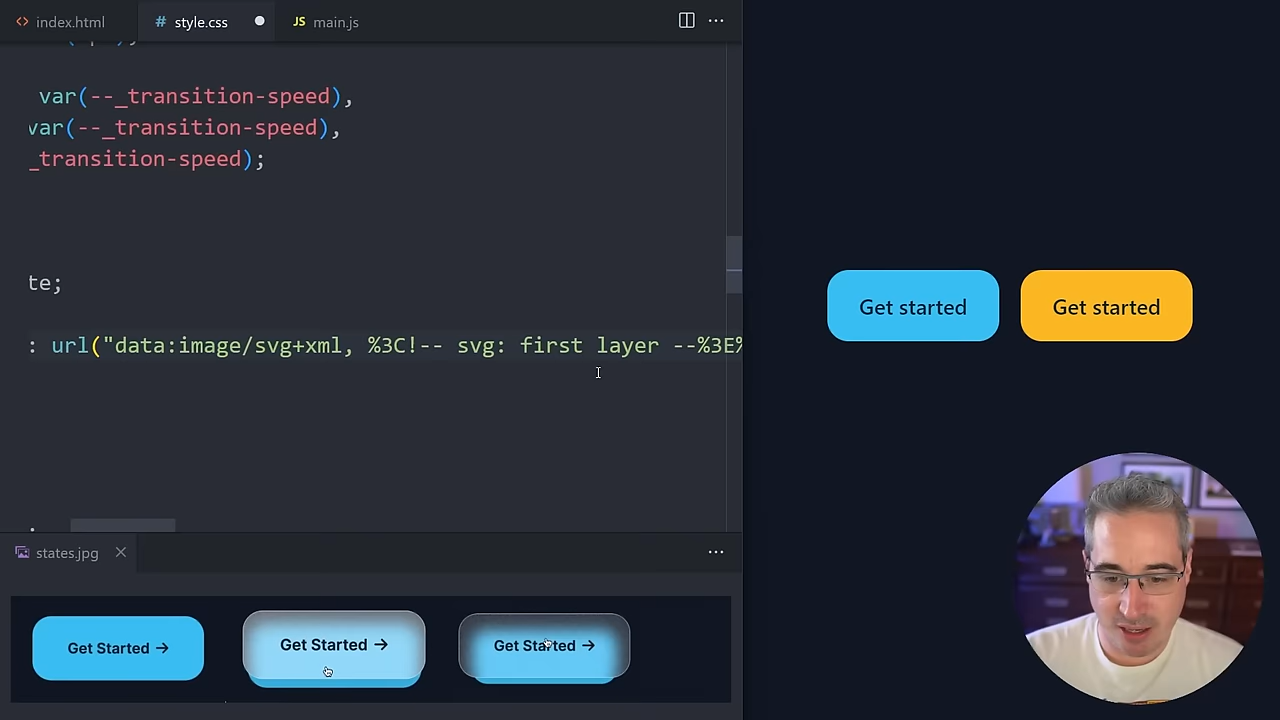 index.html
style.css
JS main.js
var(--_transition-speed),
var(--_transition-speed),
_transition-speed);
te;
: url("data:image/svg+xml, %3C!-- svg: first layer --%3E%
Get started
Get started
states.jpg
Get Started →
Get Started →
Get Started →